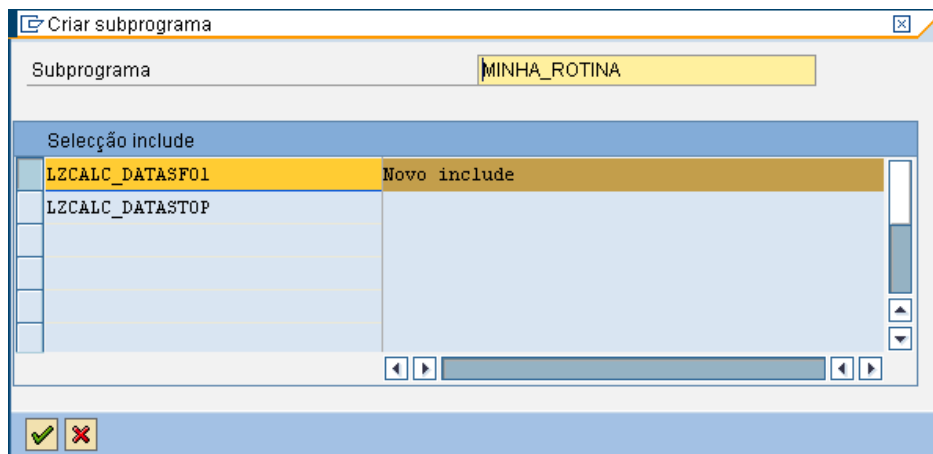 Criar subprograma
Subprograma MINHA_ROTINA
Selecção include
LZCALC_DATASF01 Novo include
LZCALC_DATASTOP